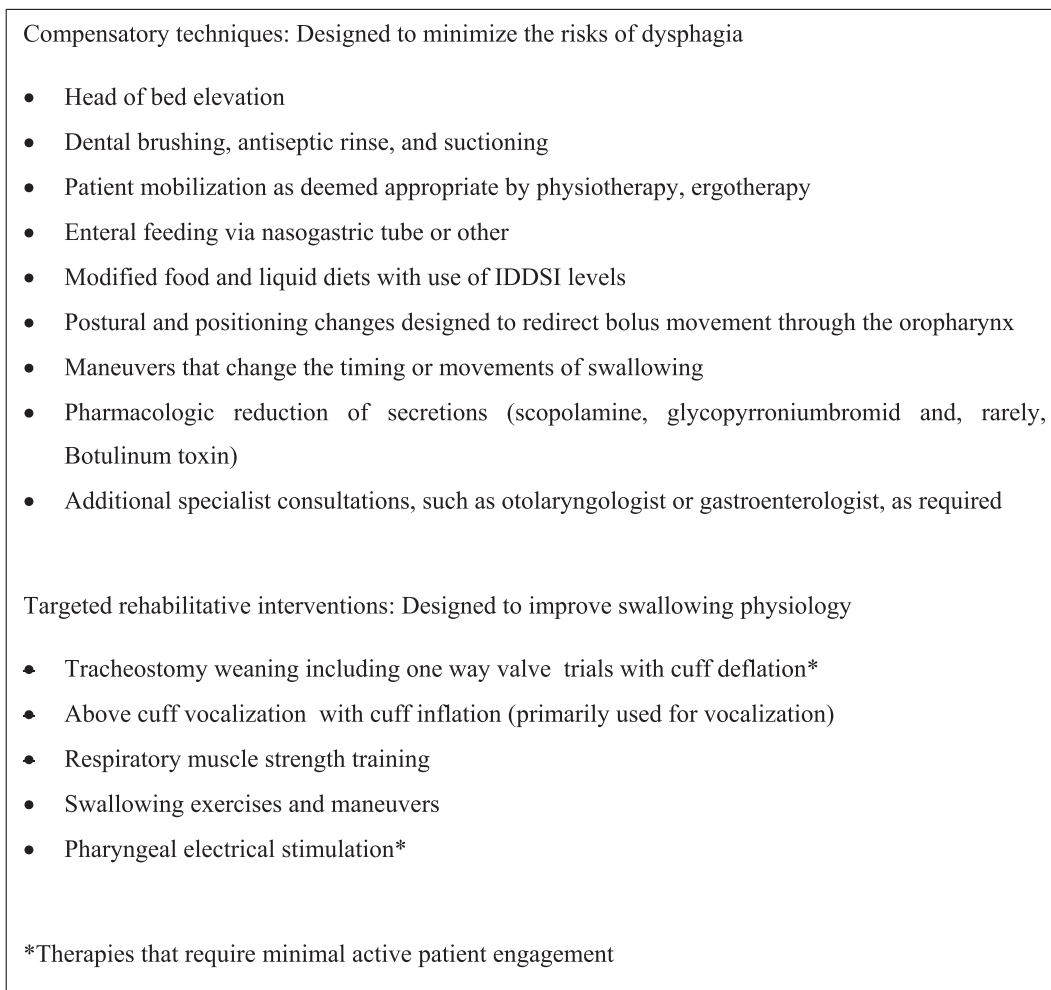 Compensatory techniques: Designed to minimize the risks of dysphagia
• Head of bed elevation
• Dental brushing, antiseptic rinse, and suctioning
• Patient mobilization as deemed appropriate by physiotherapy, ergotherapy
• Enteral feeding via nasogastric tube or other
• Modified food and liquid diets with use of IDDSI levels
• Postural and positioning changes designed to redirect bolus movement through the oropharynx
• Maneuvers that change the timing or movements of swallowing
• Pharmacologic reduction of secretions (scopolamine, glycopyrroniumbromid and, rarely,
Botulinum toxin)
• Additional specialist consultations, such as otolaryngologist or gastroenterologist, as required
Targeted rehabilitative interventions: Designed to improve swallowing physiology
• Tracheostomy weaning including one way valve trials with cuff deflation*
• Above cuff vocalization with cuff inflation (primarily used for vocalization)
• Respiratory muscle strength training
• Swallowing exercises and maneuvers
• Pharyngeal electrical stimulation*
*Therapies that require minimal active patient engagement